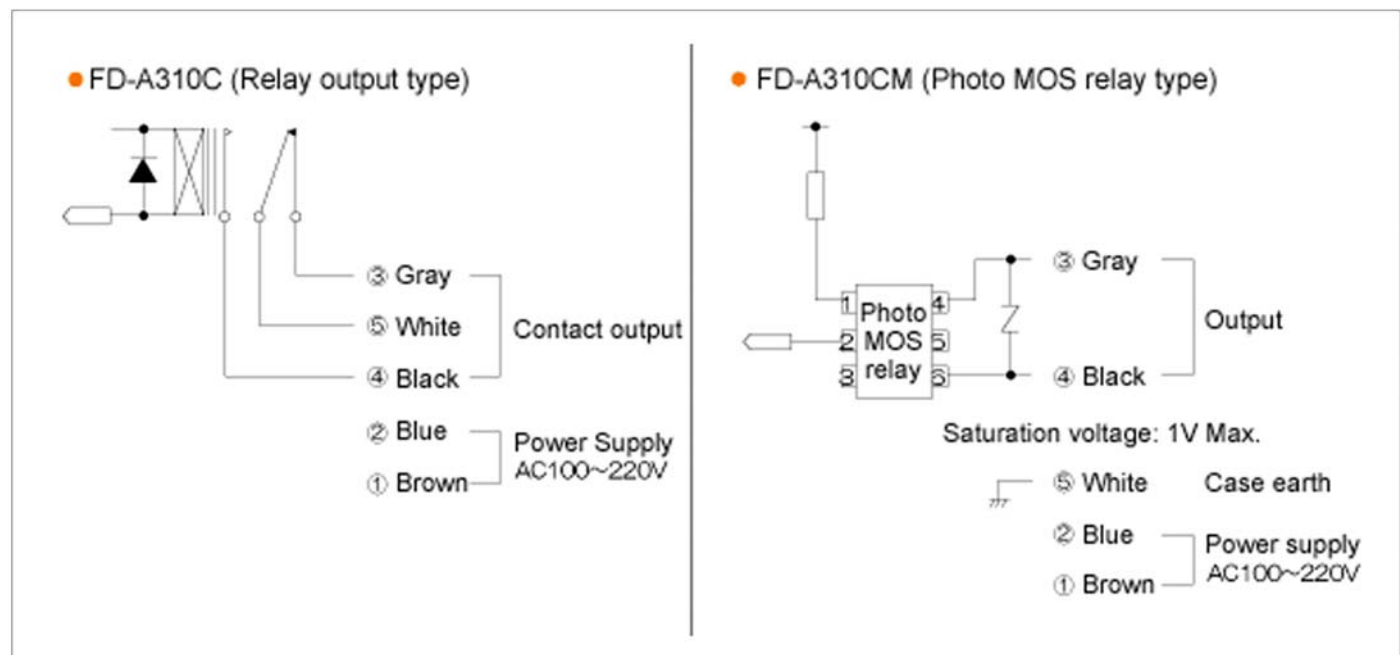 ● FD-A310C (Relay output type)
③ Gray
⑤ White
Contact output
④ Black
② Blue
Power Supply
AC100～220V
① Brown
● FD-A310CM (Photo MOS relay type)
1
2
3
Photo
MOS
relay
4
5
6
③ Gray
Output
④ Black
Saturation voltage: 1V Max.
⑤ White Case earth
② Blue
Power supply
AC100～220V
① Brown